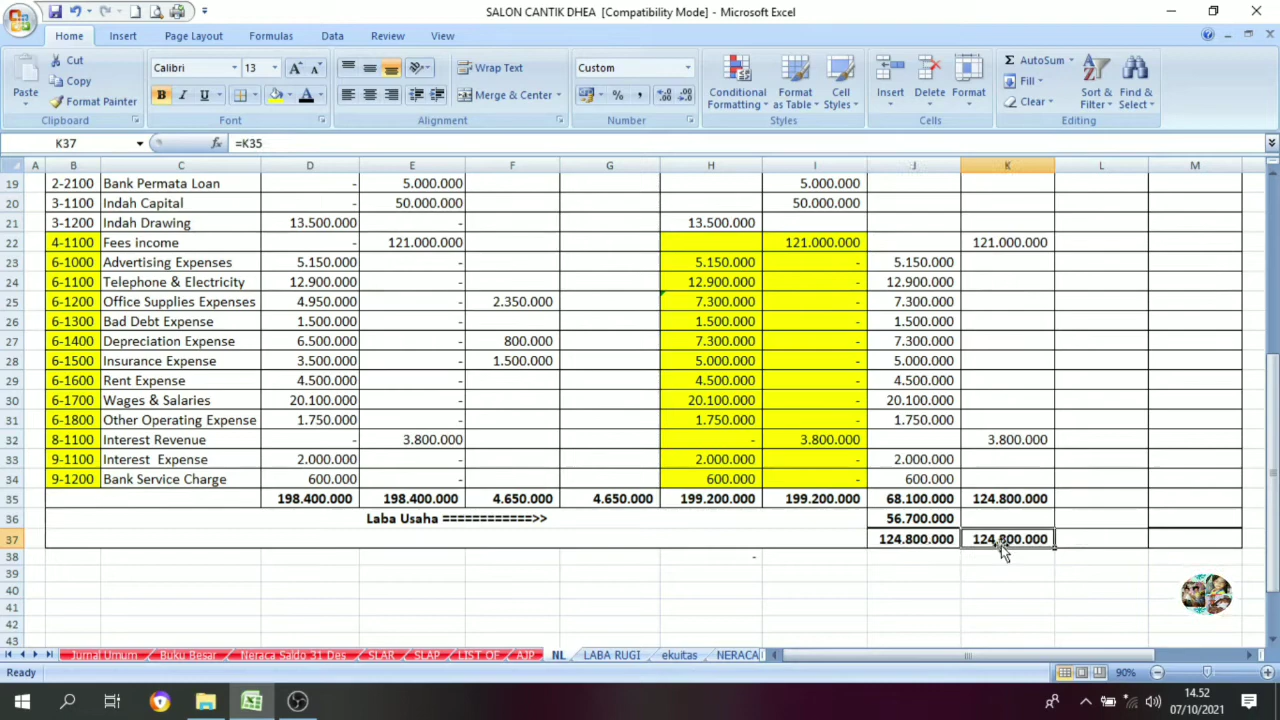 SALON CANTIK DHEA [Compatibility Mode] - Microsoft Excel
Home Insert Page Layout Formulas Data Review View
Paste Cut Copy Format Painter Clipboard
Calibri 13 B I U A Font
Wrap Text Merge & Center Alignment
Custom % , Number
Conditional Formatting Format as Table Cell Styles Styles
Insert Delete Format Cells
Σ AutoSum Fill Clear Sort & Filter Find & Select Editing
K37 fx =K35
A B C D E F G H I J K L M
19 2-2100 Bank Permata Loan - 5.000.000 5.000.000
20 3-1100 Indah Capital - 50.000.000 50.000.000
21 3-1200 Indah Drawing 13.500.000 - 13.500.000
22 4-1100 Fees income - 121.000.000 121.000.000 121.000.000
23 6-1000 Advertising Expenses 5.150.000 - 5.150.000 - 5.150.000
24 6-1100 Telephone & Electricity 12.900.000 - 12.900.000 - 12.900.000
25 6-1200 Office Supplies Expenses 4.950.000 - 2.350.000 7.300.000 - 7.300.000
26 6-1300 Bad Debt Expense 1.500.000 - 1.500.000 - 1.500.000
27 6-1400 Depreciation Expense 6.500.000 - 800.000 7.300.000 - 7.300.000
28 6-1500 Insurance Expense 3.500.000 - 1.500.000 5.000.000 - 5.000.000
29 6-1600 Rent Expense 4.500.000 - 4.500.000 - 4.500.000
30 6-1700 Wages & Salaries 20.100.000 - 20.100.000 - 20.100.000
31 6-1800 Other Operating Expense 1.750.000 - 1.750.000 - 1.750.000
32 8-1100 Interest Revenue - 3.800.000 - 3.800.000 3.800.000
33 9-1100 Interest Expense 2.000.000 - 2.000.000 - 2.000.000
34 9-1200 Bank Service Charge 600.000 - 600.000 - 600.000
35 198.400.000 198.400.000 4.650.000 4.650.000 199.200.000 199.200.000 68.100.000 124.800.000
36 Laba Usaha ============>> 56.700.000
37 124.800.000 124.800.000
38 -
39
40
41
42
43
Jurnal Umum Buku Besar Neraca Saldo 31 Des SLAR SLAP LIST OF AJP NL LABA RUGI ekuitas NERACA
Ready 90%
14.52
07/10/2021